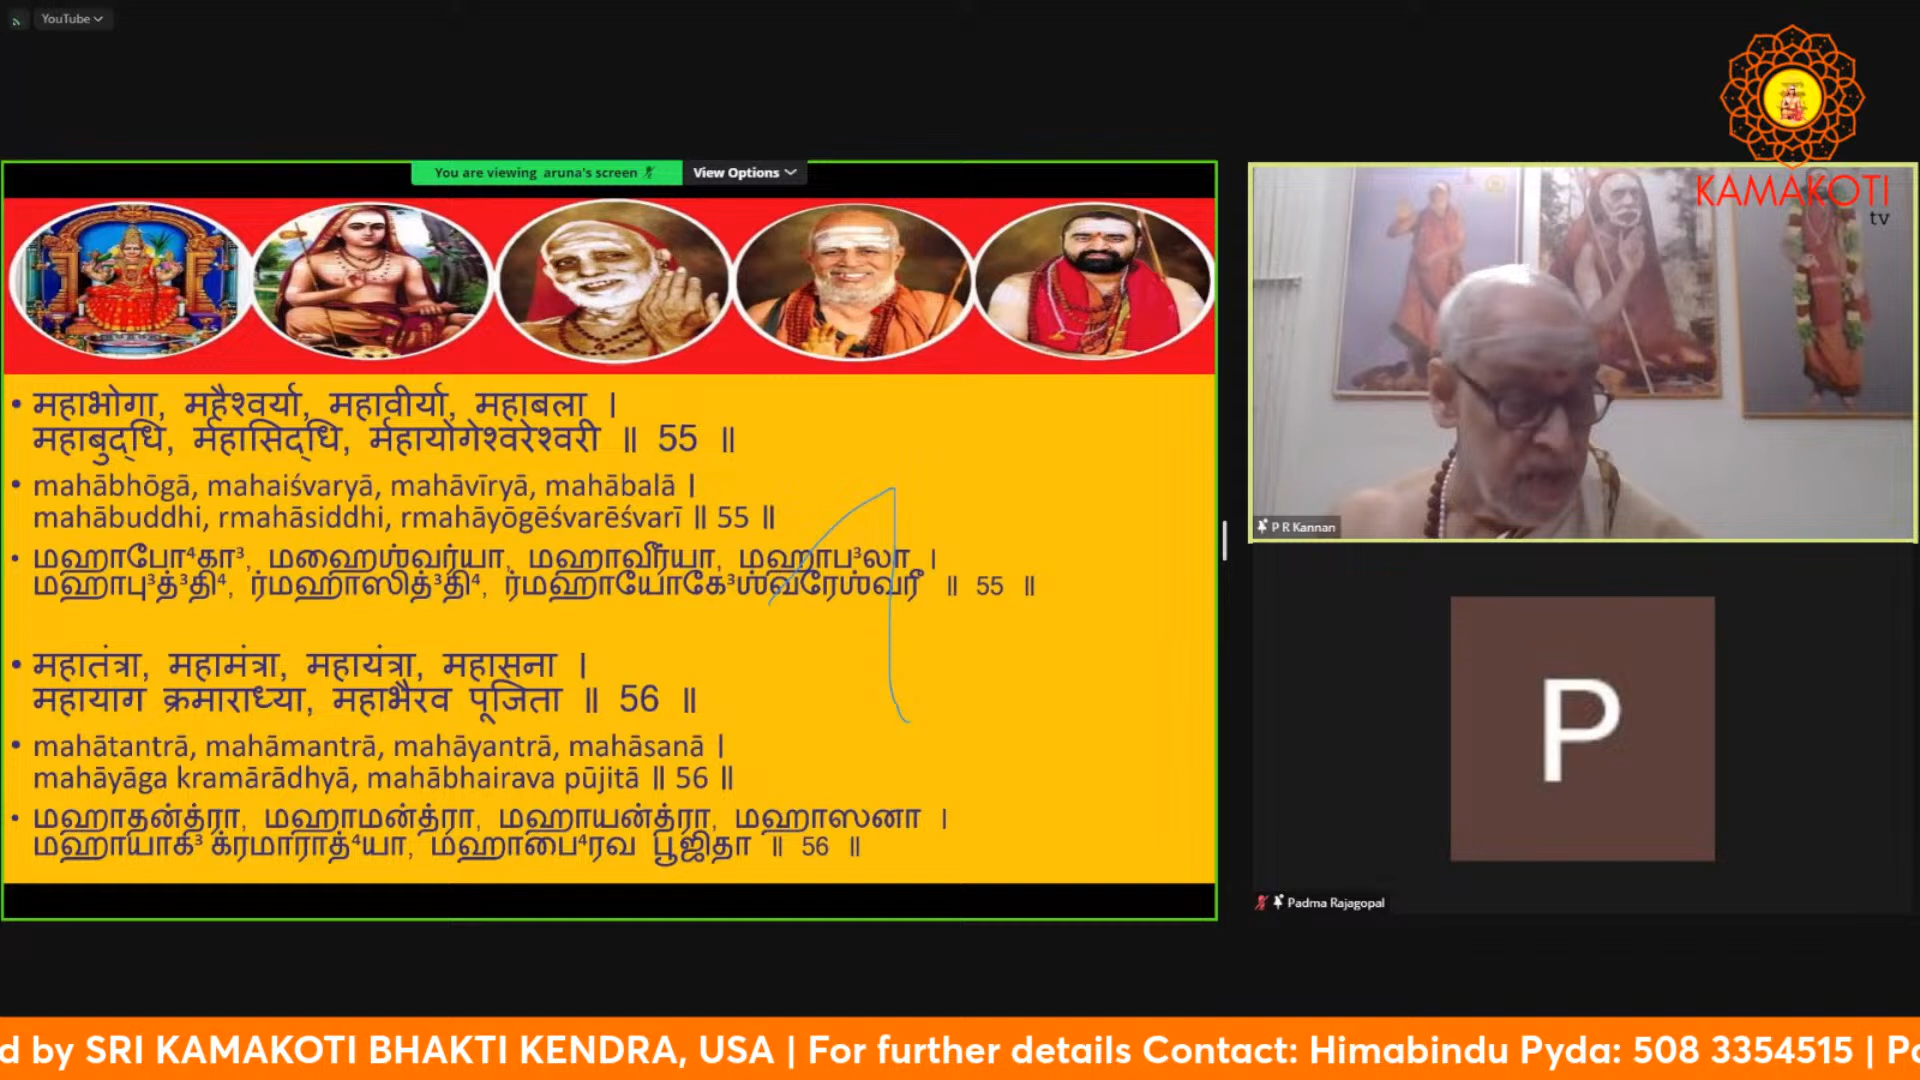 YouTube
KAMAKOTI
tv
You are viewing aruna's screen
View Options
• महाभोगा, महैश्वर्या, महावीर्या, महाबला |
महाबुद्धि, र्महासिद्धि, र्महायोगेश्वरेश्वरी ॥ 55 ॥
• mahābhōgā, mahaiśvaryā, mahāvīryā, mahābalā |
mahābuddhi, rmahāsiddhi, rmahāyōgēśvarēśvarī ॥ 55 ॥
• மஹாபோ⁴கா³, மஹைஶ்வர்யா, மஹாவீர்யா, மஹாப³லா |
மஹாபு³த்³தி⁴, ர்மஹாஸித்³தி⁴, ர்மஹாயோகே³ஶ்வரேஶ்வரீ ॥ 55 ॥
• महातंत्रा, महामंत्रा, महायंत्रा, महासना |
महायाग क्रमाराध्या, महाभैरव पूजिता ॥ 56 ॥
• mahātantrā, mahāmantrā, mahāyantrā, mahāsanā |
mahāyāga kramārādhyā, mahābhairava pūjitā ॥ 56 ॥
• மஹாதன்த்ரா, மஹாமன்த்ரா, மஹாயன்த்ரா, மஹாஸனா |
மஹாயாக³ க்ரமாராத்⁴யா, மஹாபை⁴ரவ பூஜிதா ॥ 56 ॥
P R Kannan
P
Padma Rajagopal
d by SRI KAMAKOTI BHAKTI KENDRA, USA | For further details Contact: Himabindu Pyda: 508 3354515 | Pa